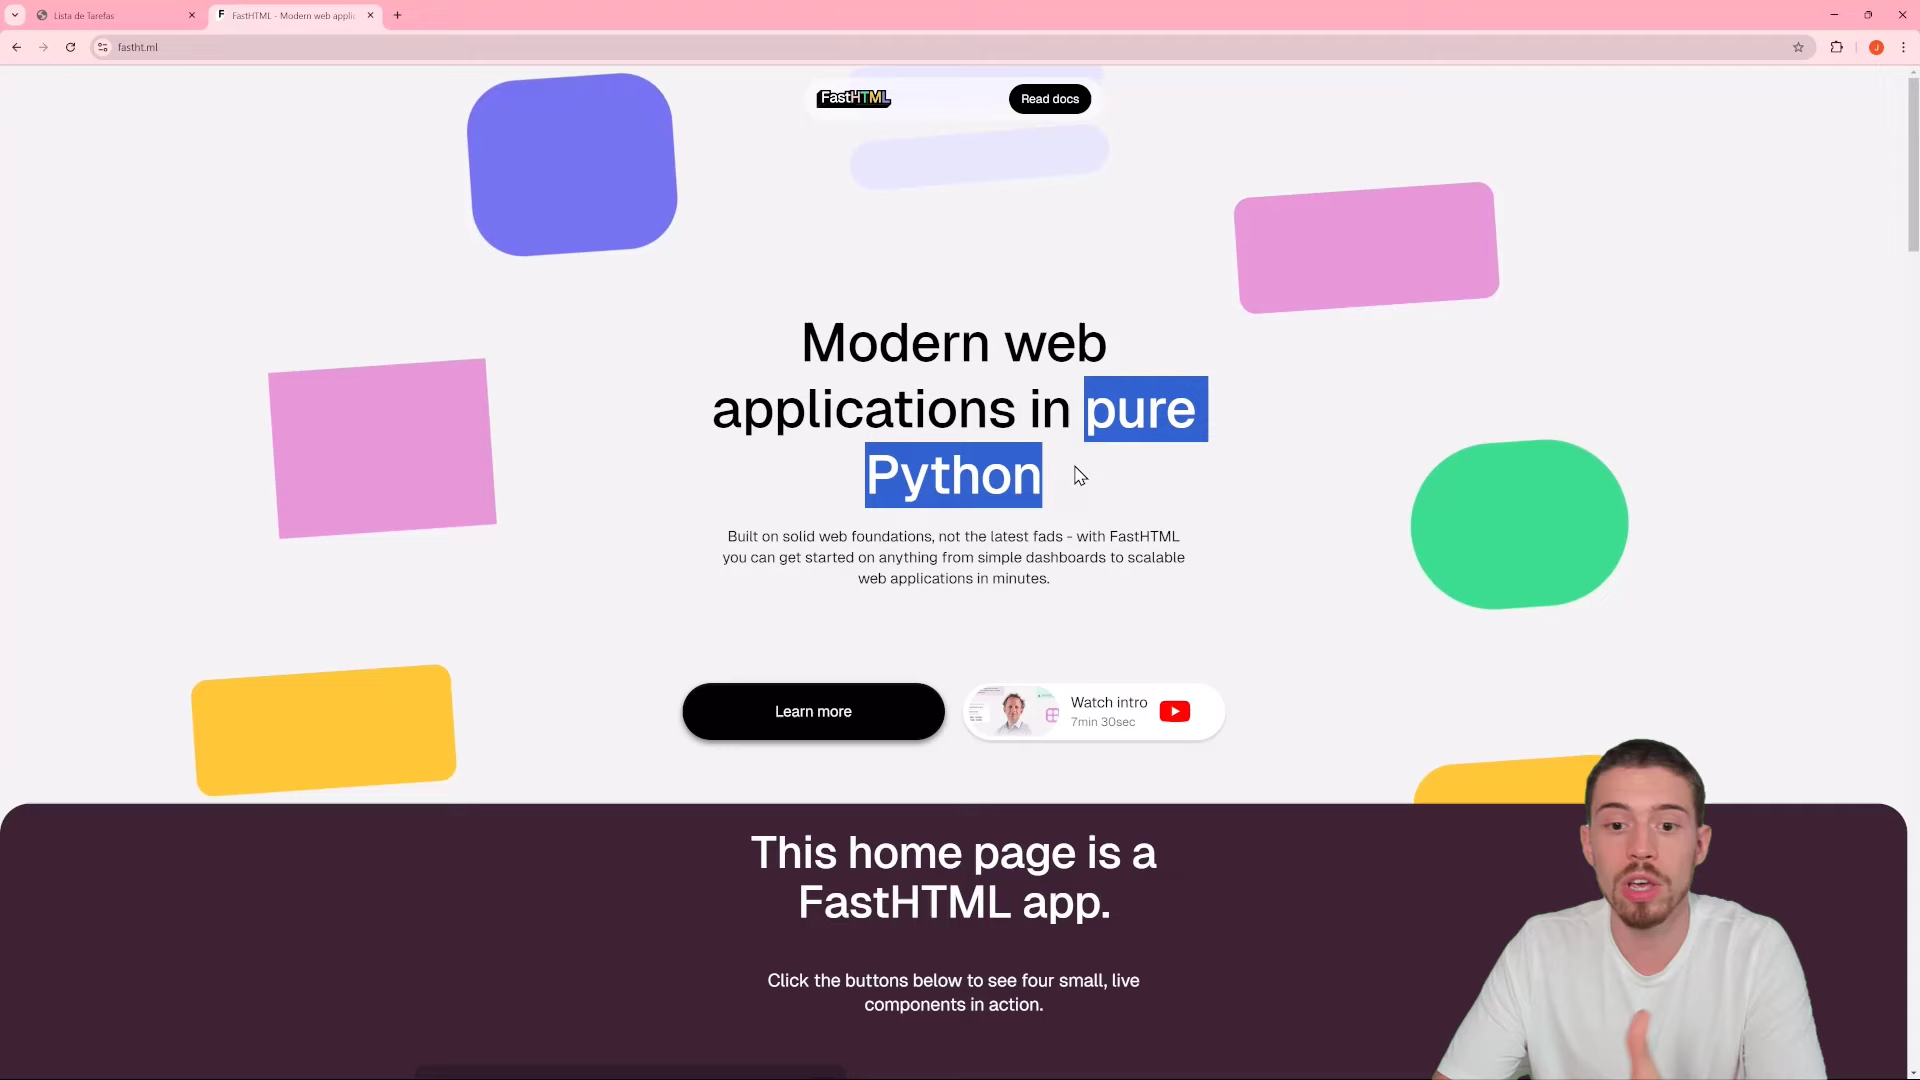 Lista de Tarefas
F FastHTML - Modern web applic
fastht.ml
J
FastHTML
Read docs
Modern web
applications in pure
Python
Built on solid web foundations, not the latest fads - with FastHTML
you can get started on anything from simple dashboards to scalable
web applications in minutes.
Learn more
Watch intro
7min 30sec
This home page is a
FastHTML app.
Click the buttons below to see four small, live
components in action.